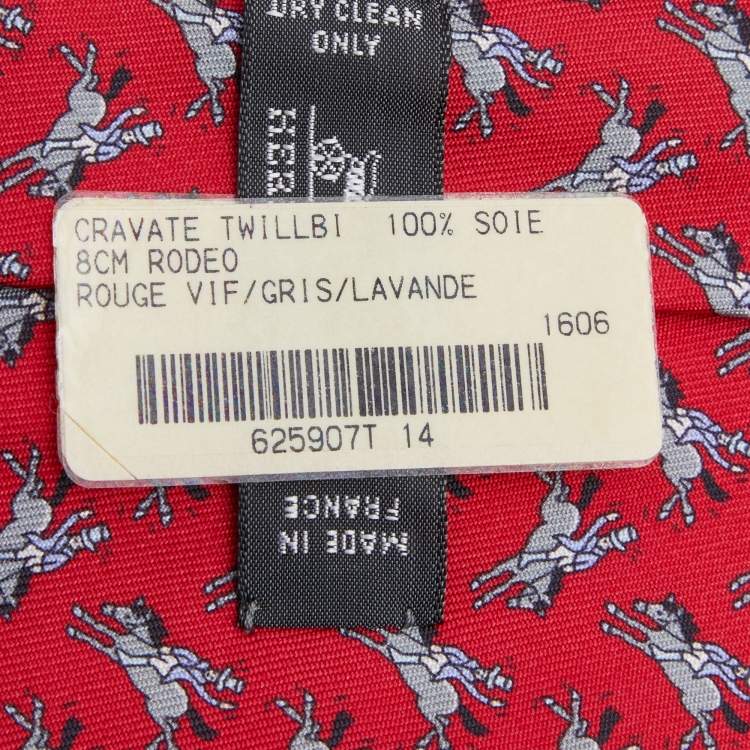 DRY CLEAN
ONLY
CRAVATE TWILLBI 100% SOIE
8CM RODEO
ROUGE VIF/GRIS/LAVANDE
1606
625907T 14
MADE IN
FRANCE